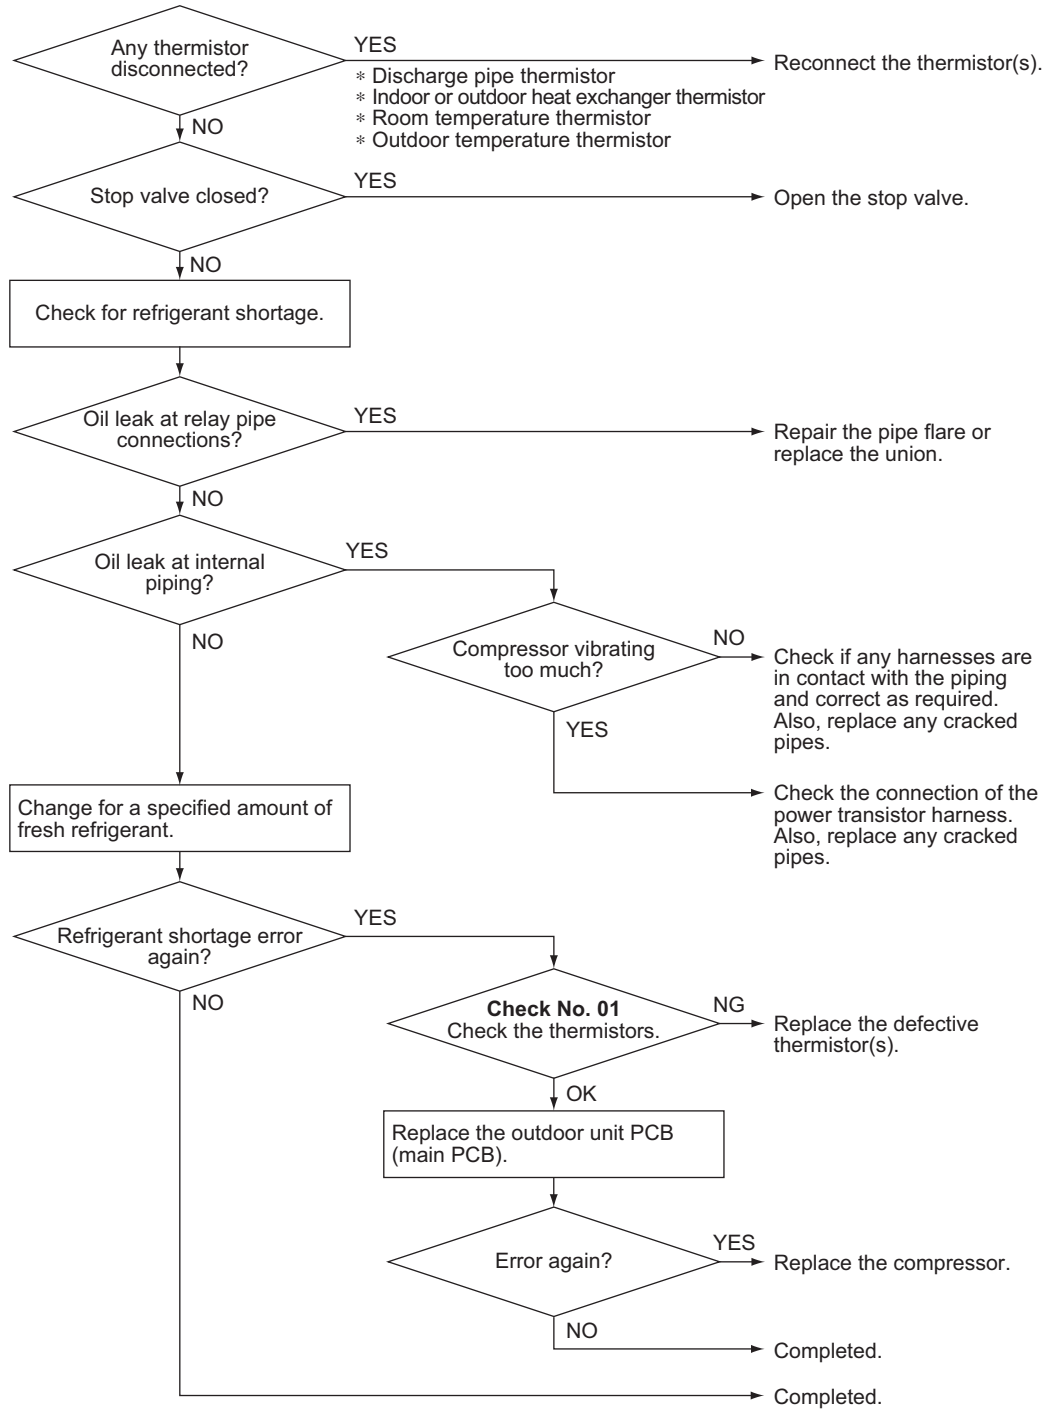 Any thermistor
disconnected?
YES
Reconnect the thermistor(s).
* Discharge pipe thermistor
* Indoor or outdoor heat exchanger thermistor
* Room temperature thermistor
* Outdoor temperature thermistor
NO
Stop valve closed?
YES
Open the stop valve.
NO
Check for refrigerant shortage.
Oil leak at relay pipe
connections?
YES
Repair the pipe flare or
replace the union.
NO
Oil leak at internal
piping?
YES
NO
Compressor vibrating
too much?
NO
Check if any harnesses are
in contact with the piping
and correct as required.
Also, replace any cracked
pipes.
YES
Check the connection of the
power transistor harness.
Also, replace any cracked
pipes.
Change for a specified amount of
fresh refrigerant.
Refrigerant shortage error
again?
YES
NO
Check No. 01
Check the thermistors.
NG
Replace the defective
thermistor(s).
OK
Replace the outdoor unit PCB
(main PCB).
Error again?
YES
Replace the compressor.
NO
Completed.
Completed.